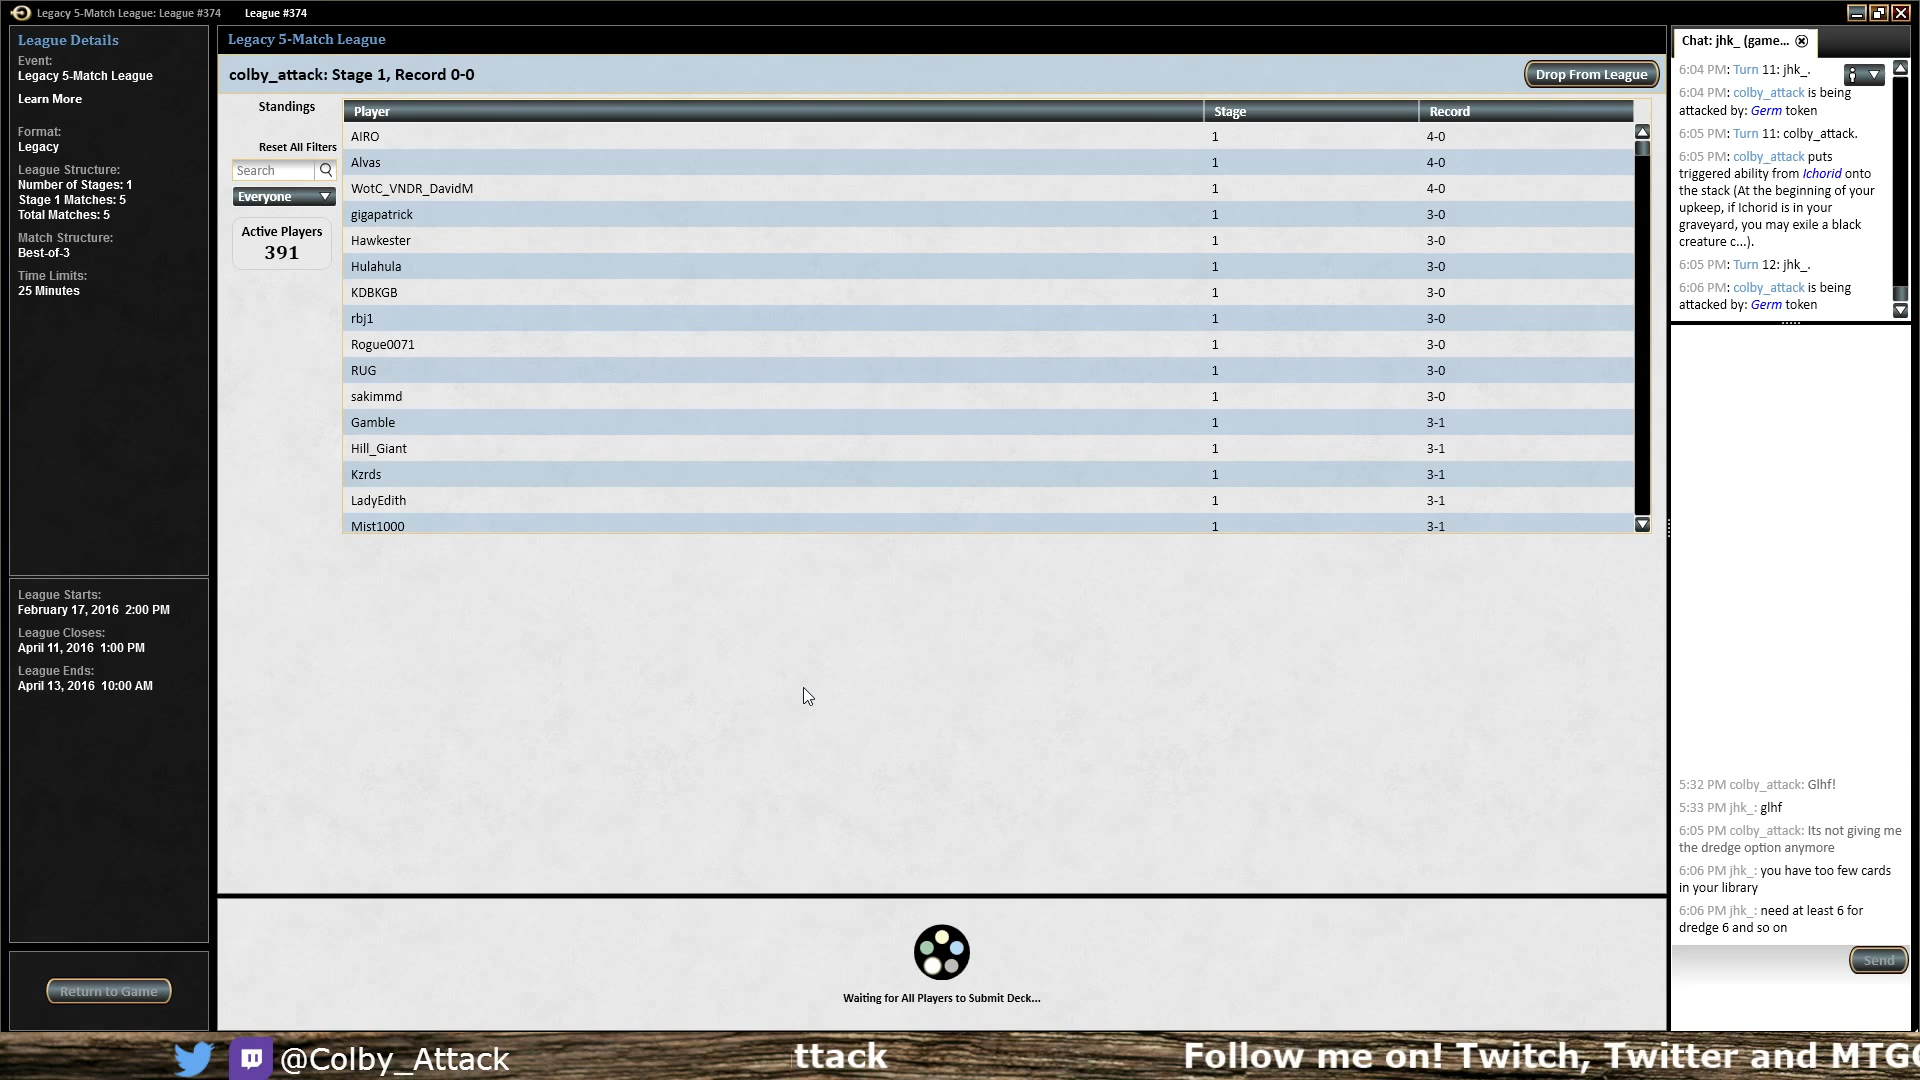 Legacy 5-Match League: League #374 League #374
League Details
Event:
Legacy 5-Match League
Learn More
Format:
Legacy
League Structure:
Number of Stages: 1
Stage 1 Matches: 5
Total Matches: 5
Match Structure:
Best-of-3
Time Limits:
25 Minutes
League Starts:
February 17, 2016 2:00 PM
League Closes:
April 11, 2016 1:00 PM
League Ends:
April 13, 2016 10:00 AM
Return to Game
Legacy 5-Match League
colby_attack: Stage 1, Record 0-0
Drop From League
Standings
Reset All Filters
Search
Everyone
Active Players
391
Player Stage Record
AIRO 1 4-0
Alvas 1 4-0
WotC_VNDR_DavidM 1 4-0
gigapatrick 1 3-0
Hawkester 1 3-0
Hulahula 1 3-0
KDBKGB 1 3-0
rbj1 1 3-0
Rogue0071 1 3-0
RUG 1 3-0
sakimmd 1 3-0
Gamble 1 3-1
Hill_Giant 1 3-1
Kzrds 1 3-1
LadyEdith 1 3-1
Mist1000 1 3-1
Waiting for All Players to Submit Deck...
Chat: jhk_ (game...
6:04 PM: Turn 11: jhk_.
6:04 PM: colby_attack is being
attacked by: Germ token
6:05 PM: Turn 11: colby_attack.
6:05 PM: colby_attack puts
triggered ability from Ichorid onto
the stack (At the beginning of your
upkeep, if Ichorid is in your
graveyard, you may exile a black
creature c...).
6:05 PM: Turn 12: jhk_.
6:06 PM: colby_attack is being
attacked by: Germ token
5:32 PM colby_attack: Glhf!
5:33 PM jhk_: glhf
6:05 PM colby_attack: Its not giving me
the dredge option anymore
6:06 PM jhk_: you have too few cards
in your library
6:06 PM jhk_: need at least 6 for
dredge 6 and so on
Send
@Colby_Attack ttack Follow me on! Twitch, Twitter and MTGO